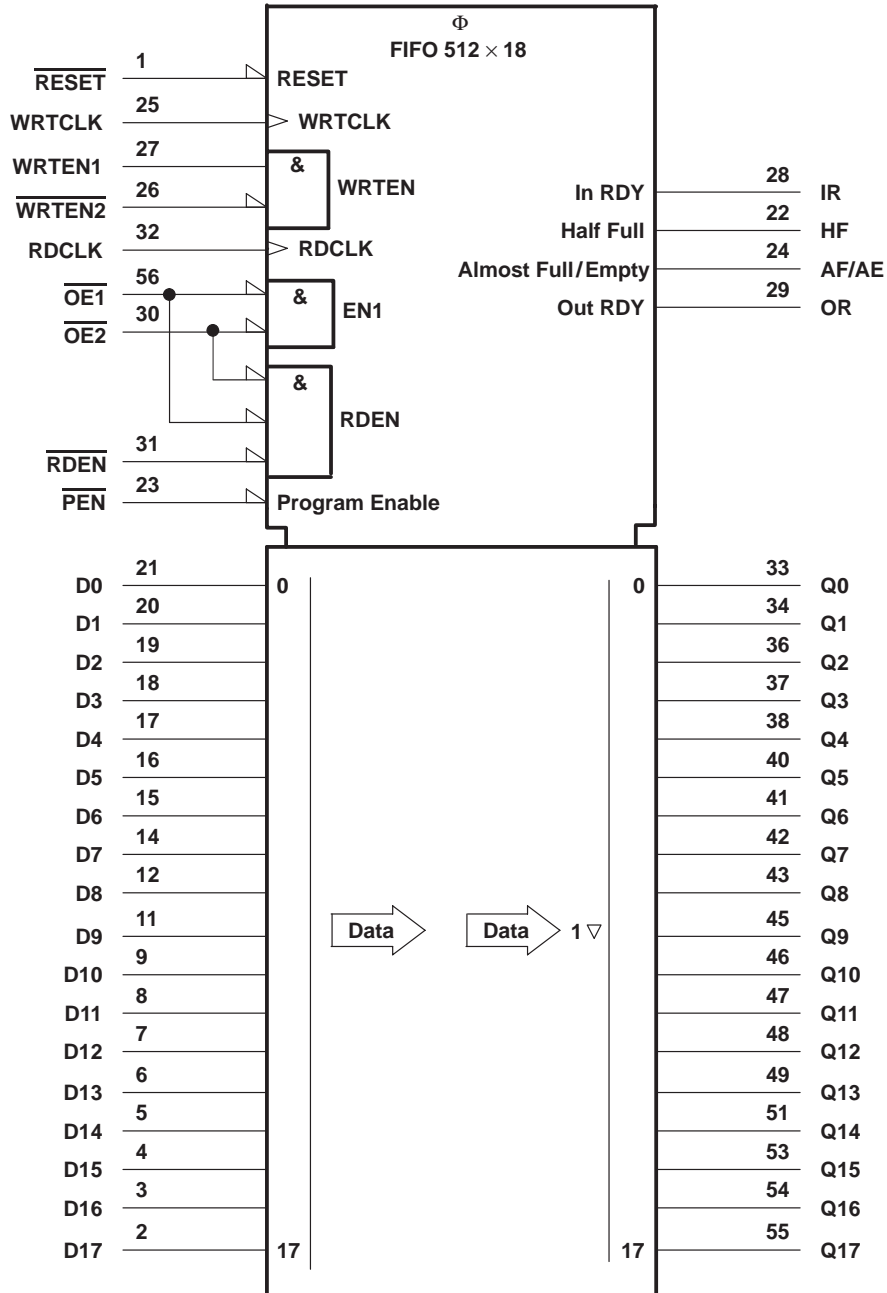 Φ
FIFO 512 × 18
RESET 1 RESET
WRTCLK 25 WRTCLK
WRTEN1 27 & WRTEN
WRTEN2 26
RDCLK 32 RDCLK
OE1 56 & EN1
OE2 30
& RDEN
RDEN 31
PEN 23 Program Enable
In RDY 28 IR
Half Full 22 HF
Almost Full/Empty 24 AF/AE
Out RDY 29 OR
D0 21 0 0 33 Q0
D1 20 34 Q1
D2 19 36 Q2
D3 18 37 Q3
D4 17 38 Q4
D5 16 40 Q5
D6 15 41 Q6
D7 14 42 Q7
D8 12 43 Q8
D9 11 Data Data 1 ▽ 45 Q9
D10 9 46 Q10
D11 8 47 Q11
D12 7 48 Q12
D13 6 49 Q13
D14 5 51 Q14
D15 4 53 Q15
D16 3 54 Q16
D17 2 17 17 55 Q17